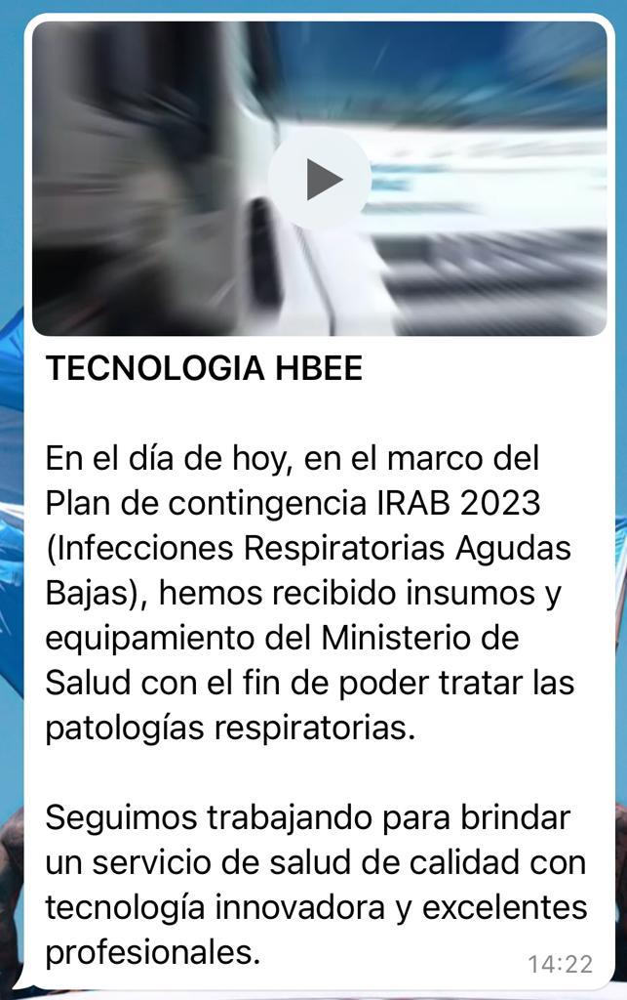 TECNOLOGIA HBEE
En el día de hoy, en el marco del
Plan de contingencia IRAB 2023
(Infecciones Respiratorias Agudas
Bajas), hemos recibido insumos y
equipamiento del Ministerio de
Salud con el fin de poder tratar las
patologías respiratorias.
Seguimos trabajando para brindar
un servicio de salud de calidad con
tecnología innovadora y excelentes
profesionales.
14:22